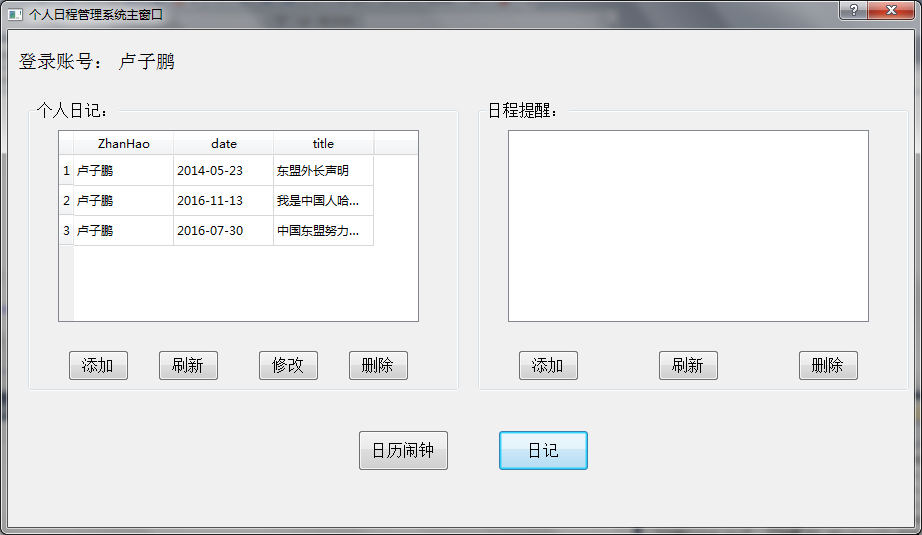 个人日程管理系统主窗口
登录账号： 卢子鹏
个人日记：
ZhanHao date title
1 卢子鹏 2014-05-23 东盟外长声明
2 卢子鹏 2016-11-13 我是中国人哈...
3 卢子鹏 2016-07-30 中国东盟努力...
添加 刷新 修改 删除
日程提醒：
添加 刷新 删除
日历闹钟 日记